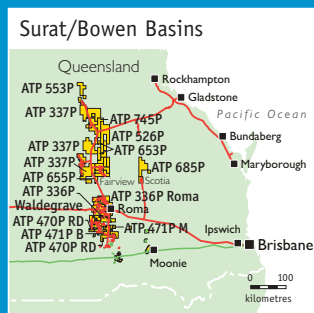 Surat/Bowen Basins
Queensland
Rockhampton
ATP 553P
Gladstone
ATP 337P
Pacific Ocean
ATP 745P
ATP 526P
Bundaberg
ATP 337P
ATP 653P
ATP 337P
ATP 685P
Maryborough
ATP 655P
Fairview
Scotia
ATP 336P
ATP 336P Roma
Waldegrave
Roma
ATP 470P RD
ATP 471P M
Ipswich
ATP 471P B
Brisbane
ATP 470P RD
Moonie
0 100
kilometres